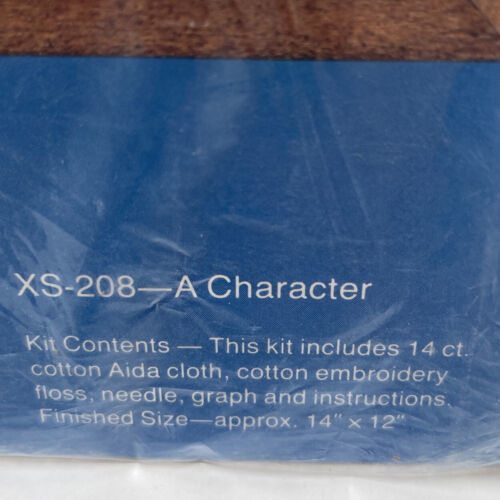 XS-208—A Character
Kit Contents — This kit includes 14 ct.
cotton Aida cloth, cotton embroidery
floss, needle, graph and instructions.
Finished Size—approx. 14" x 12"